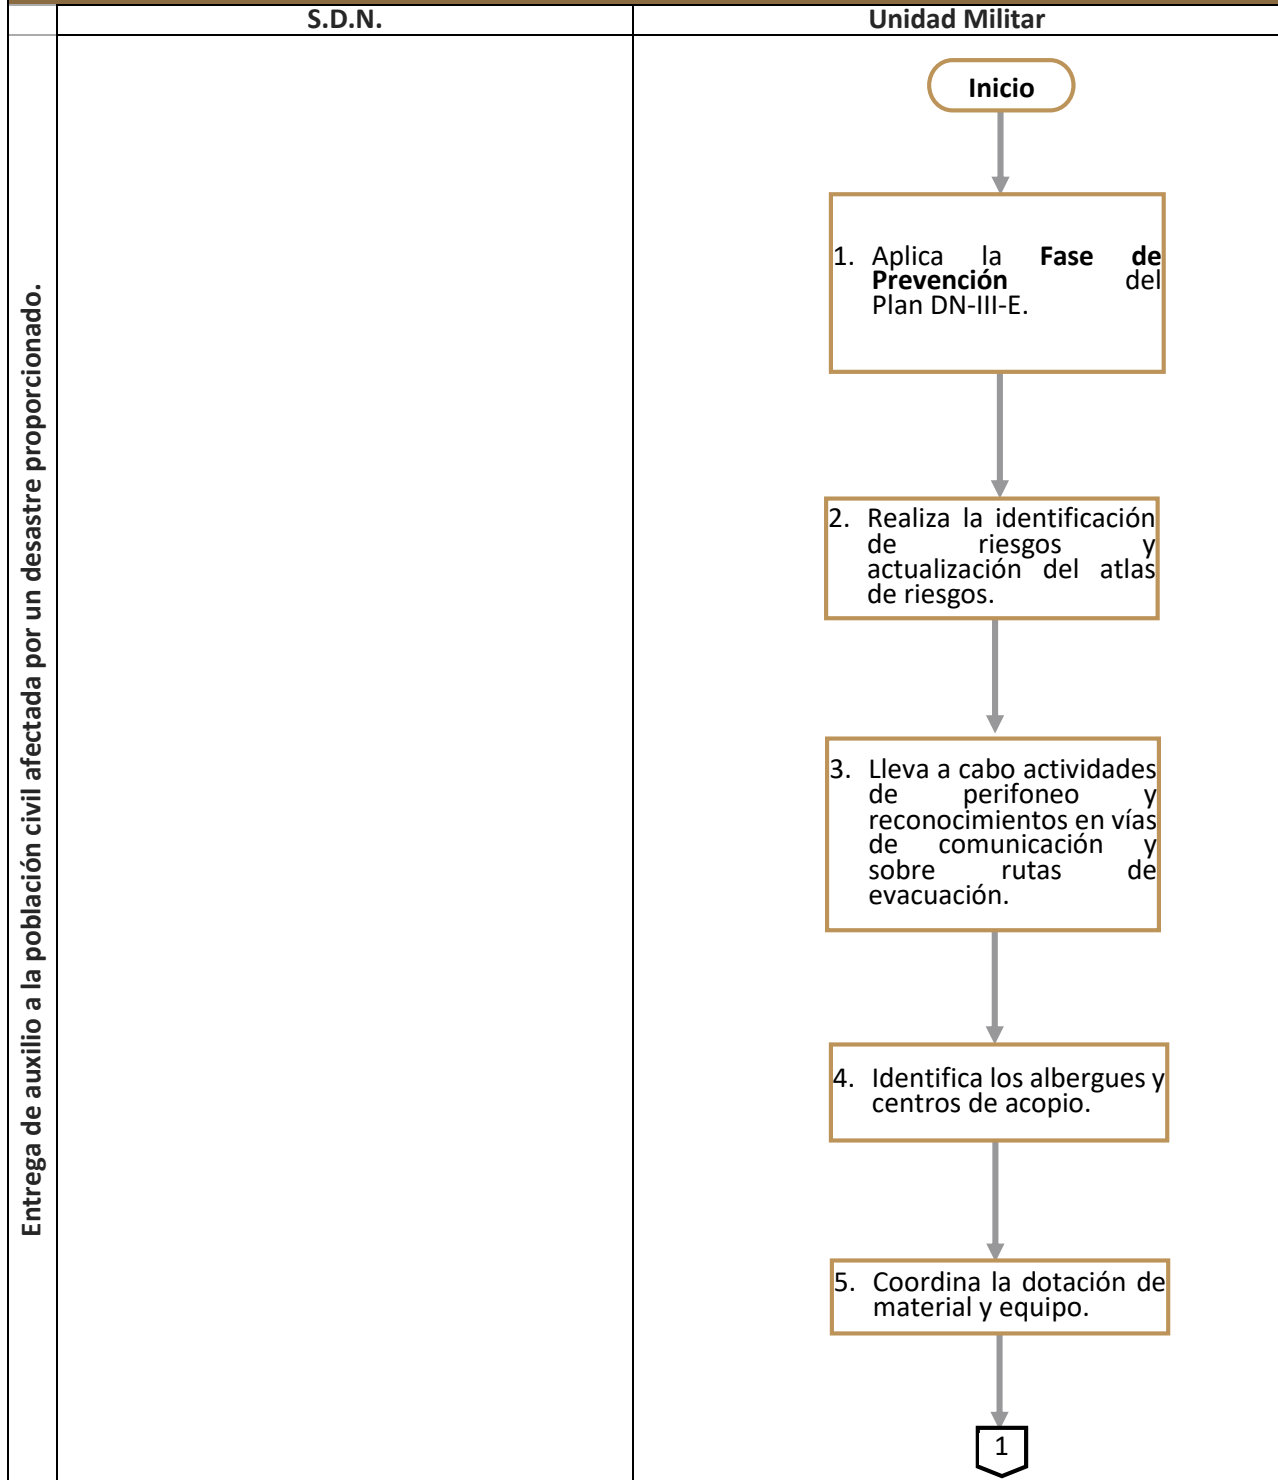 S.D.N.
Unidad Militar
Entrega de auxilio a la población civil afectada por un desastre proporcionado.
Inicio
1. Aplica la Fase de
Prevención del
Plan DN-III-E.
2. Realiza la identificación
de riesgos y
actualización del atlas
de riesgos.
3. Lleva a cabo actividades
de perifoneo y
reconocimientos en vías
de comunicación y
sobre rutas de
evacuación.
4. Identifica los albergues y
centros de acopio.
5. Coordina la dotación de
material y equipo.
1